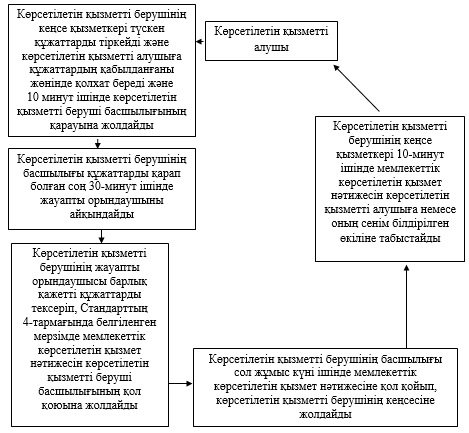 Көрсетілетін қызметті берушінің
кеңсе қызметкері түскен
құжаттарды тіркейді және
көрсетілетін қызметті алушыға
құжаттардың қабылданғаны
жөнінде қолхат береді және
10 минут ішінде көрсетілетін
қызметті беруші басшылығының
қарауына жолдайды
Көрсетілетін қызметті
алушы
Көрсетілетін қызметті берушінің
басшылығы құжаттарды қарап
болған соң 30-минут ішінде
жауапты орындаушыны
айқындайды
Көрсетілетін қызметті
берушінің жауапты
орындаушысы барлық
қажетті құжаттарды
тексеріп, Стандарттың
4-тармағында белгіленген
мерзімде мемлекеттік
көрсетілетін қызмет
нәтижесін көрсетілетін
қызметті беруші
басшылығының қол
қоюына жолдайды
Көрсетілетін қызметті берушінің басшылығы
сол жұмыс күні ішінде мемлекеттік
көрсетілетін қызмет нәтижесіне қол қойып,
көрсетілетін қызметті берушінің кеңсесіне
жолдайды
Көрсетілетін қызметті
берушінің кеңсе
қызметкері 10-минут
ішінде мемлекеттік
көрсетілетін қызмет
нәтижесін көрсетілетін
қызметті алушыға немесе
оның сенім білдірілген
өкіліне табыстайды